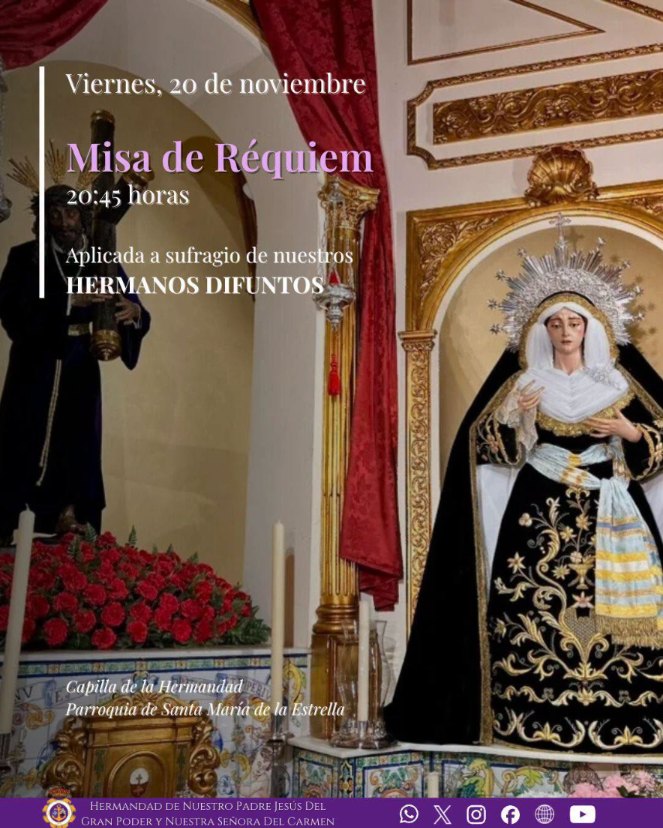 Viernes, 20 de noviembre
Misa de Réquiem
20:45 horas
Aplicada a sufragio de nuestros
HERMANOS DIFUNTOS
Capilla de la Hermandad
Parroquia de Santa María de la Estrella
Hermandad de Nuestro Padre Jesús Del
Gran Poder y Nuestra Señora Del Carmen